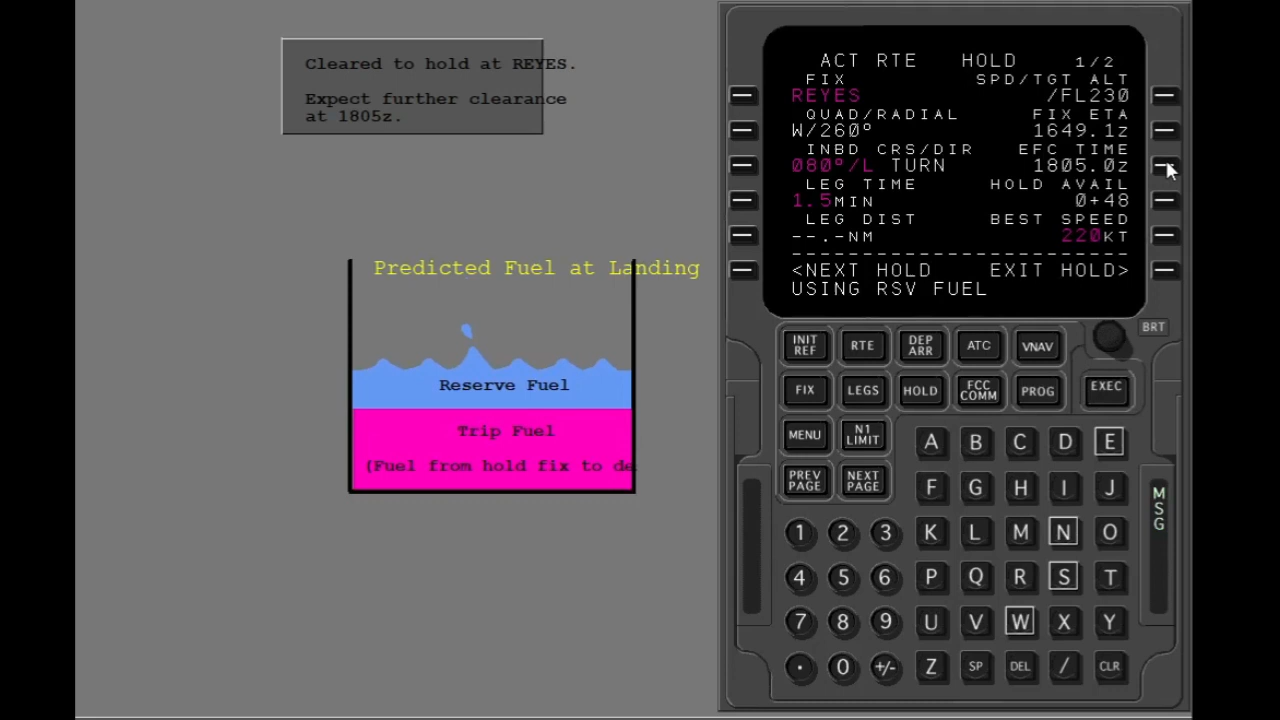 Cleared to hold at REYES.
Expect further clearance
at 1805z.
Predicted Fuel at Landing
Reserve Fuel
Trip Fuel
(Fuel from hold fix to de
ACT RTE HOLD 1/2
FIX SPD/TGT ALT
REYES /FL230
QUAD/RADIAL FIX ETA
W/260° 1649.1z
INBD CRS/DIR EFC TIME
080°/L TURN 1805.0z
LEG TIME HOLD AVAIL
1.5MIN 0+48
LEG DIST BEST SPEED
--.-NM 220KT
------------------------
<NEXT HOLD EXIT HOLD>
USING RSV FUEL
BRT
INIT REF RTE DEP ARR ATC VNAV
FIX LEGS HOLD FCC COMM PROG EXEC
MENU N1 LIMIT
PREV PAGE NEXT PAGE
A B C D E
F G H I J
MSG
1 2 3 K L M N O
4 5 6 P Q R S T
7 8 9 U V W X Y
. 0 +/- Z SP DEL / CLR